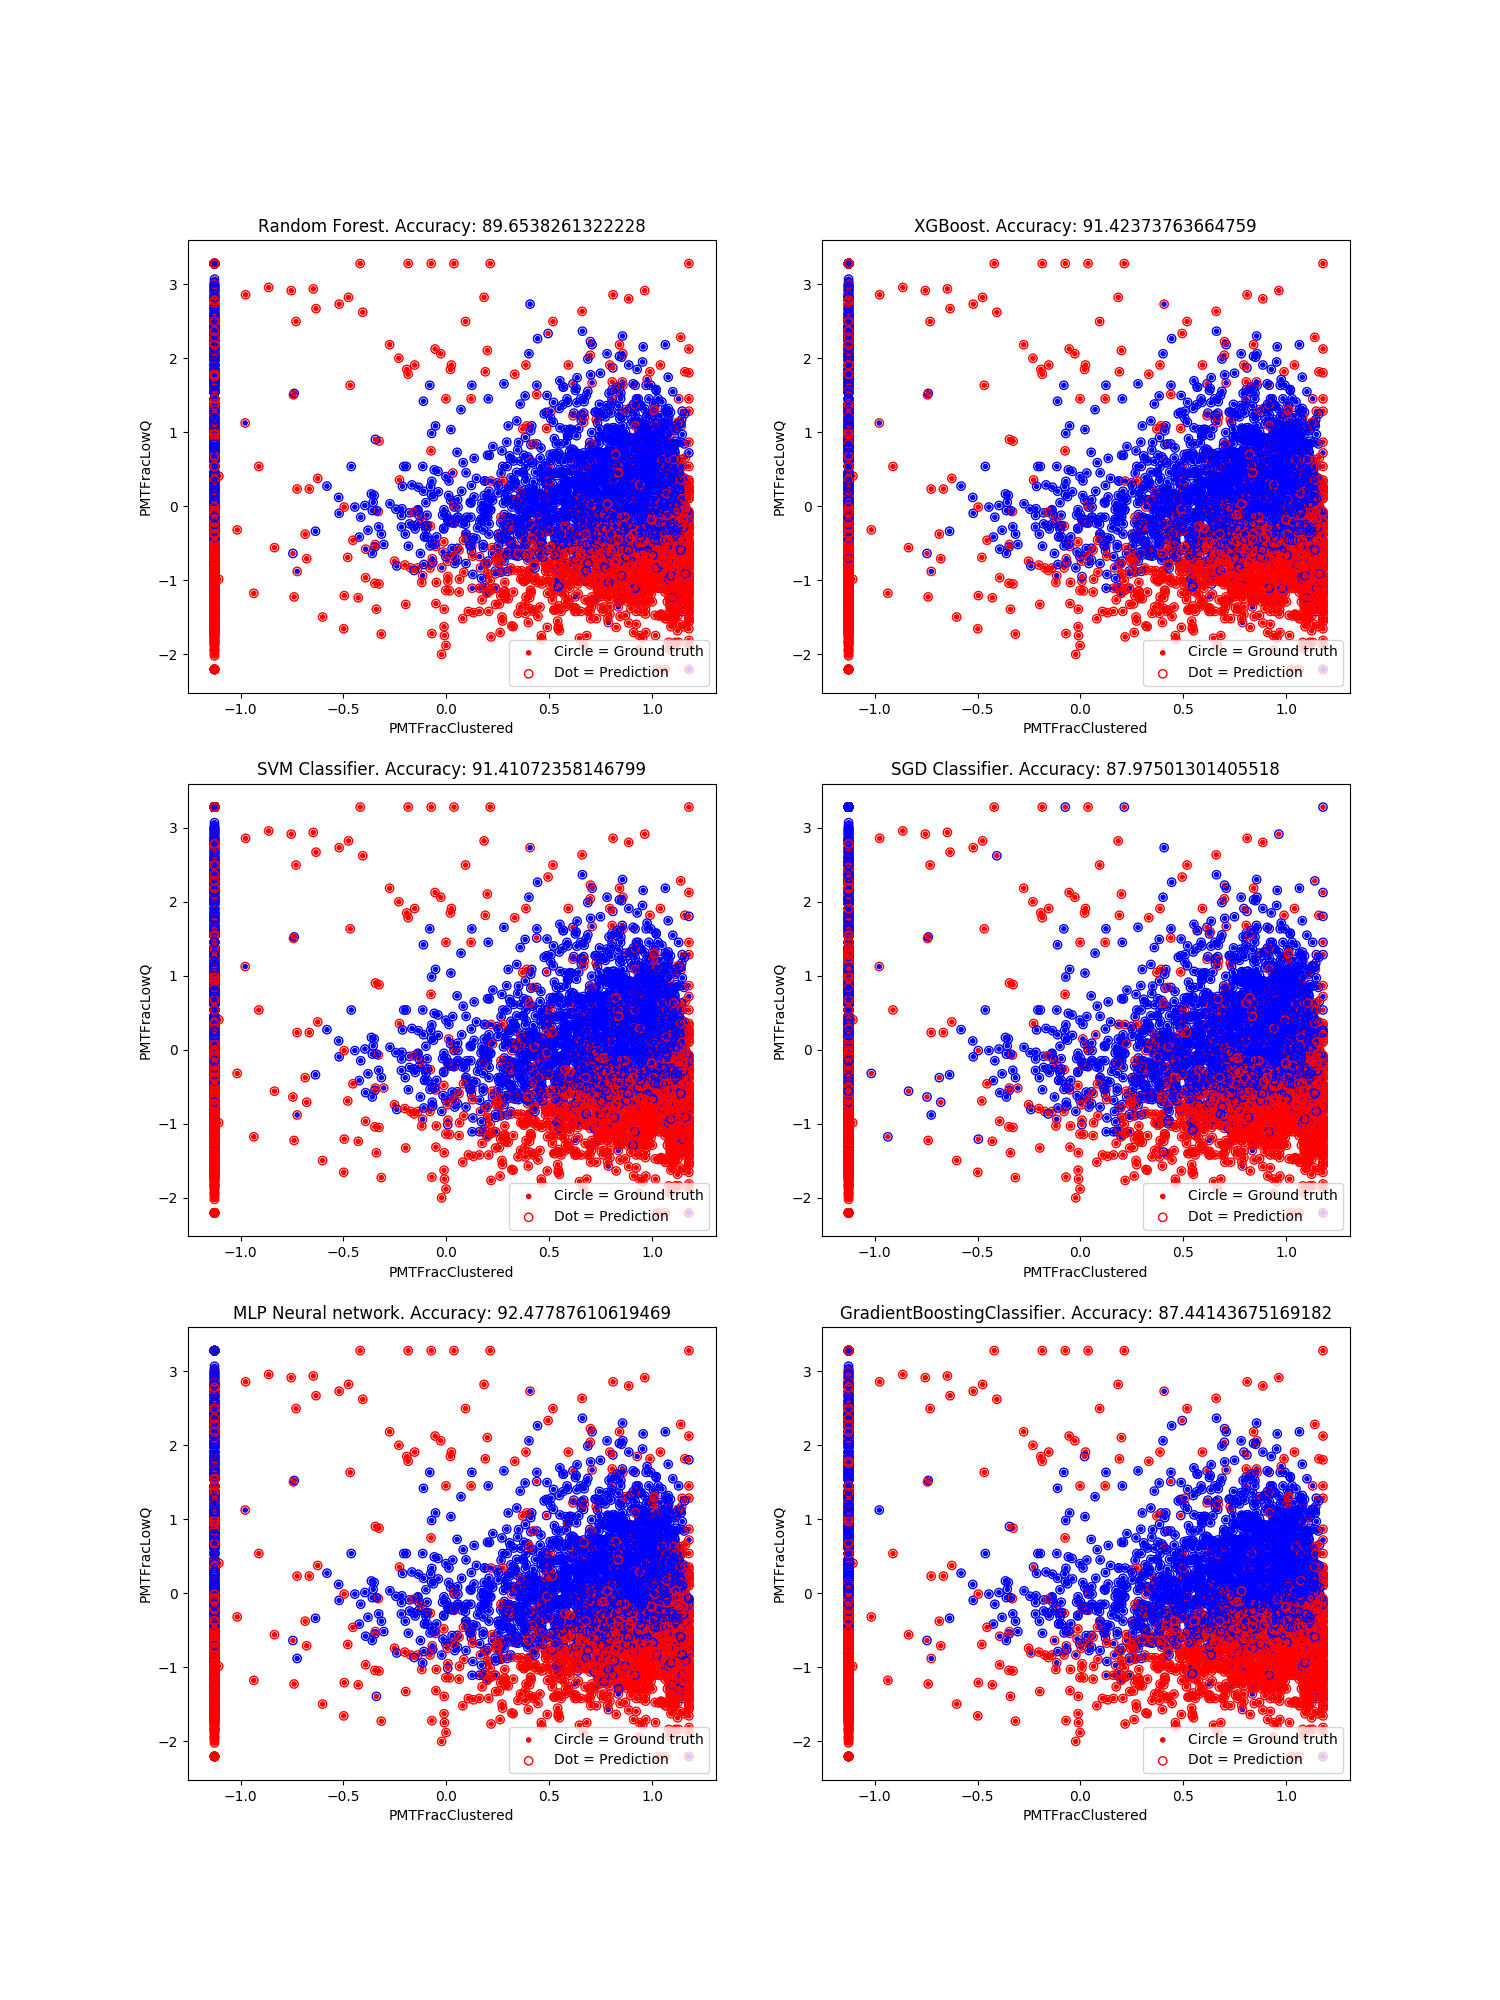 Random Forest. Accuracy: 89.6538261322228
3
2
1
0
−1
−2
PMTFracLowQ
Circle = Ground truth
Dot = Prediction
−1.0 −0.5 0.0 0.5 1.0
PMTFracClustered
XGBoost. Accuracy: 91.42373763664759
3
2
1
0
−1
−2
PMTFracLowQ
Circle = Ground truth
Dot = Prediction
−1.0 −0.5 0.0 0.5 1.0
PMTFracClustered
SVM Classifier. Accuracy: 91.41072358146799
3
2
1
0
−1
−2
PMTFracLowQ
Circle = Ground truth
Dot = Prediction
−1.0 −0.5 0.0 0.5 1.0
PMTFracClustered
SGD Classifier. Accuracy: 87.97501301405518
3
2
1
0
−1
−2
PMTFracLowQ
Circle = Ground truth
Dot = Prediction
−1.0 −0.5 0.0 0.5 1.0
PMTFracClustered
MLP Neural network. Accuracy: 92.47787610619469
3
2
1
0
−1
−2
PMTFracLowQ
Circle = Ground truth
Dot = Prediction
−1.0 −0.5 0.0 0.5 1.0
PMTFracClustered
GradientBoostingClassifier. Accuracy: 87.44143675169182
3
2
1
0
−1
−2
PMTFracLowQ
Circle = Ground truth
Dot = Prediction
−1.0 −0.5 0.0 0.5 1.0
PMTFracClustered